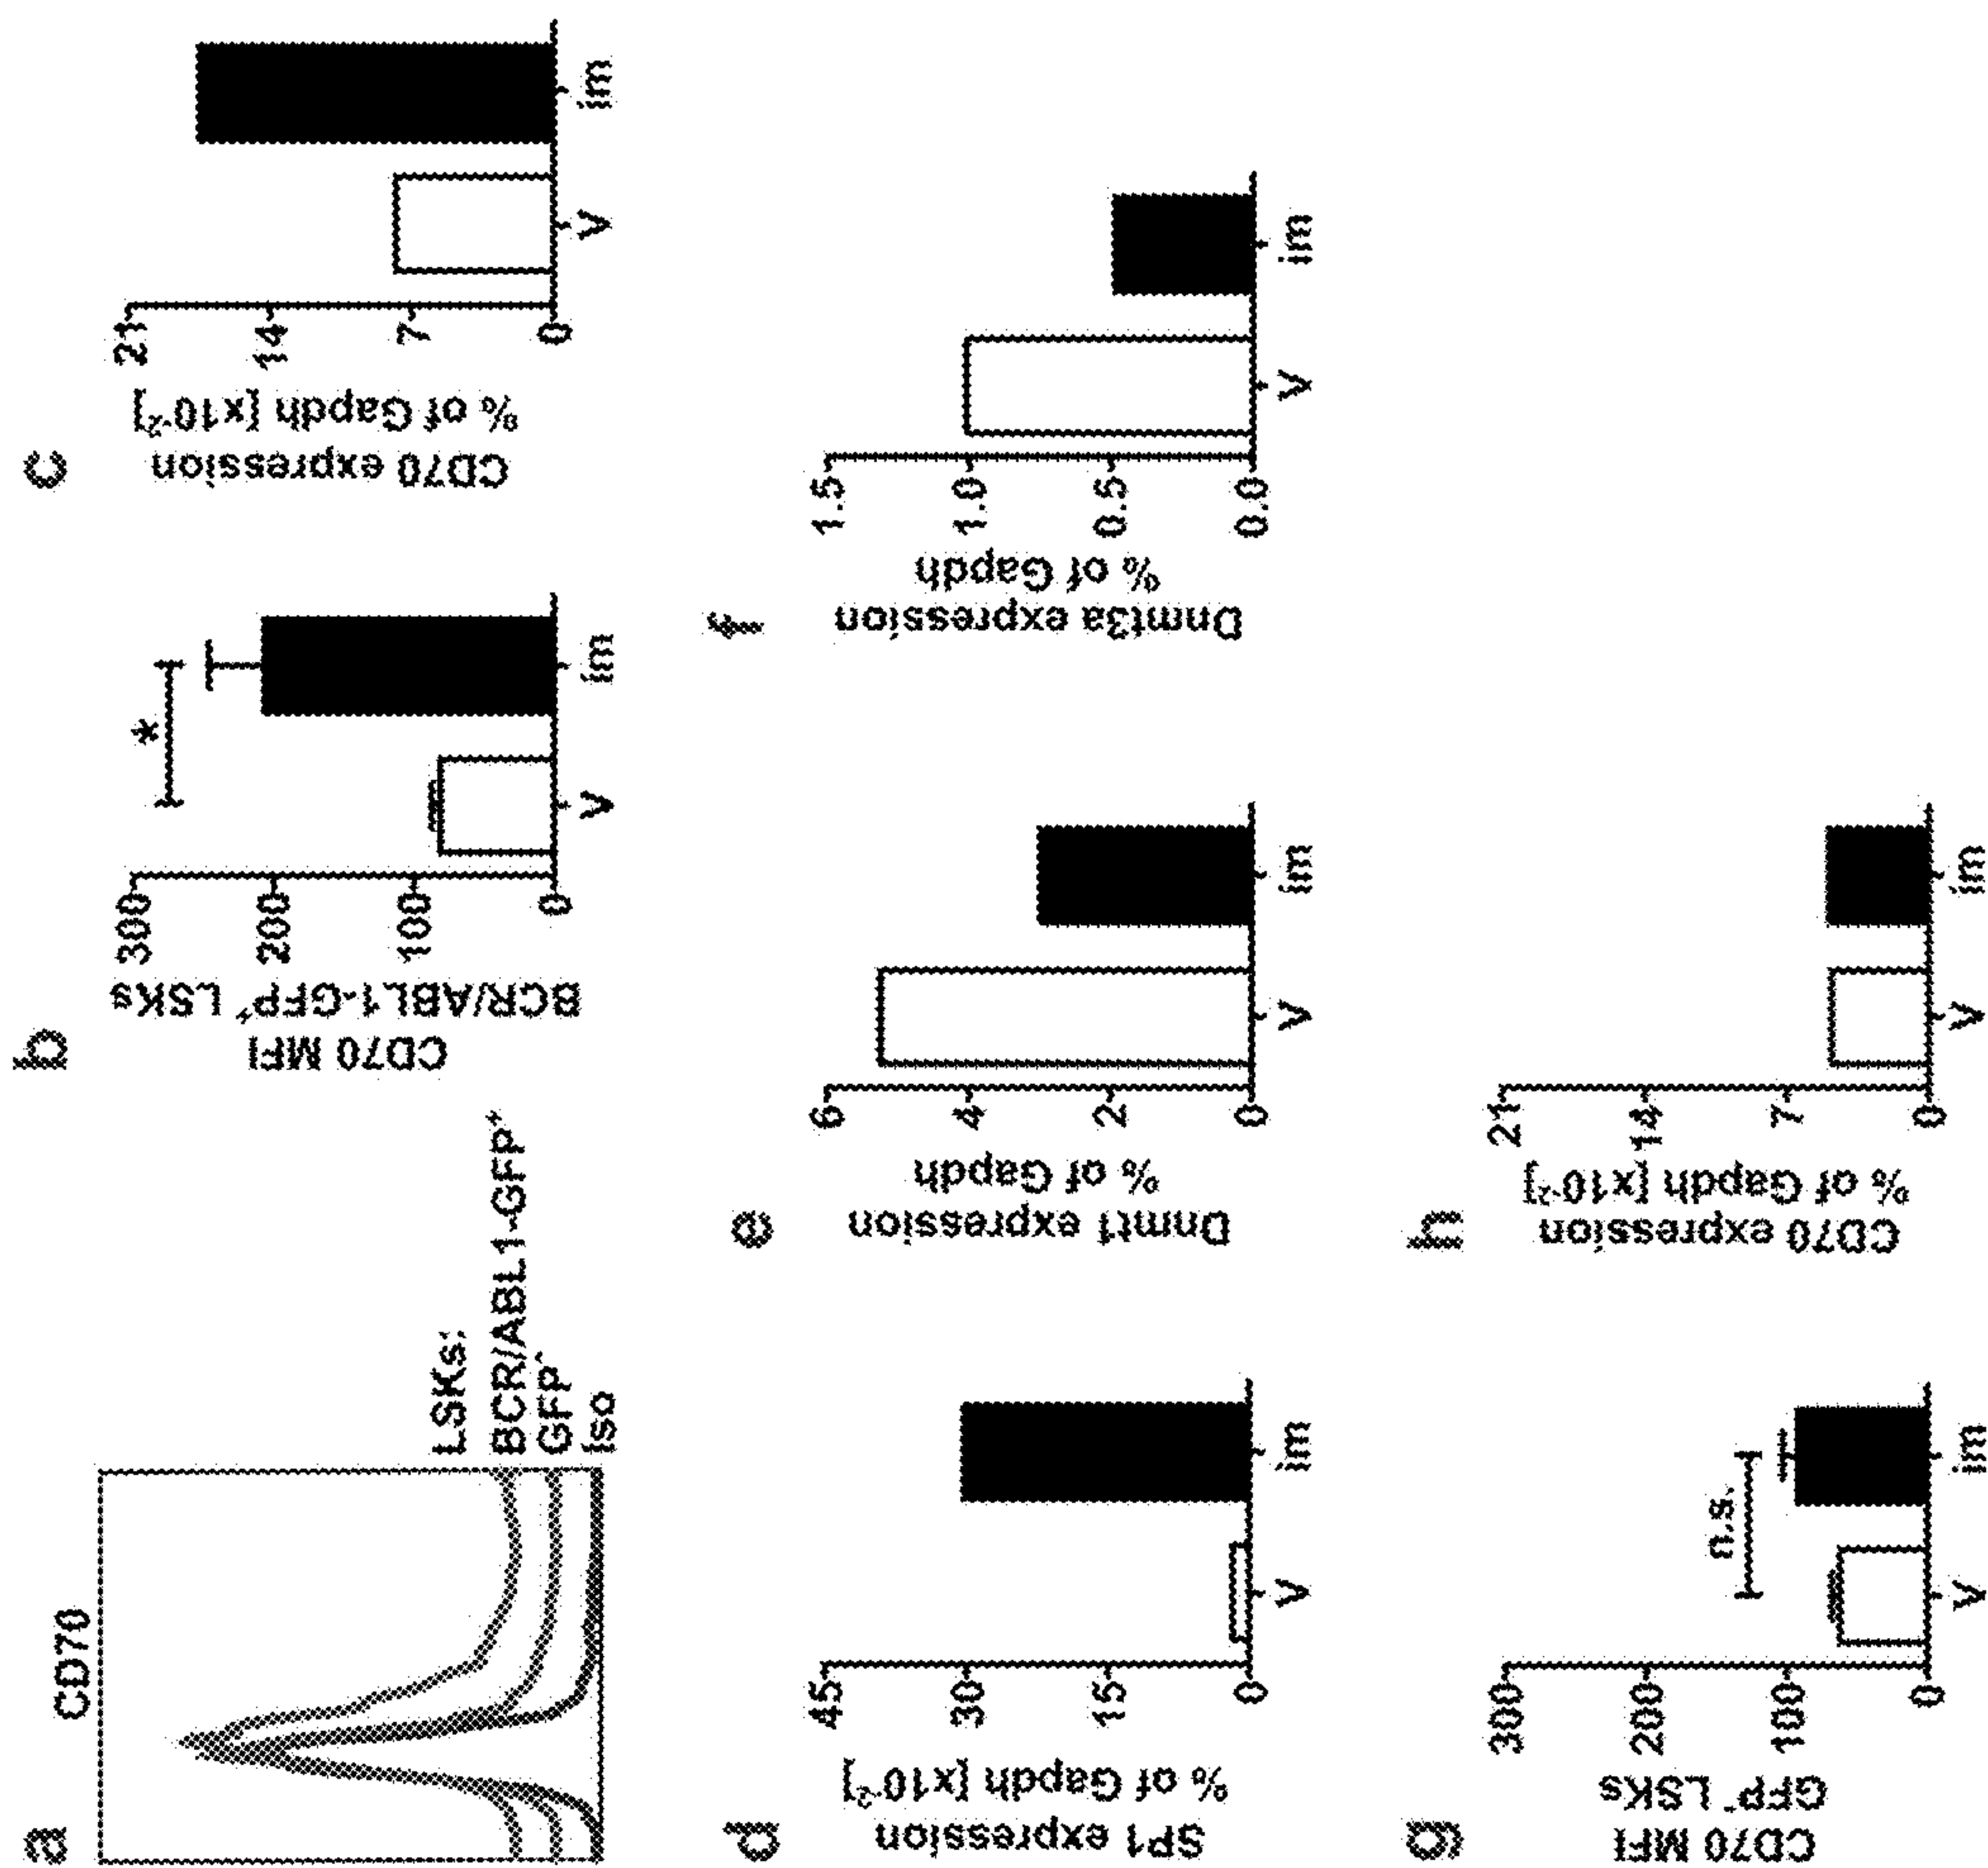 a
CD70
LSKs:
BCR/ABL1-GFP⁺
GFP⁻
iso
b
CD70 MFI
BCR/ABL1-GFP⁺ LSKs
300
200
100
0
*
v
im
c
CD70 expression
% of Gapdh [x10⁻²]
21
14
7
0
v
im
d
SP1 expression
% of Gapdh [x10⁻²]
45
30
15
0
v
im
e
Dnmt1 expression
% of Gapdh
6
4
2
0
v
im
f
Dnmt3a expression
% of Gapdh
1.5
1.0
0.5
0.0
v
im
g
CD70 MFI
GFP⁻ LSKs
300
200
100
0
n.s.
v
im
h
CD70 expression
% of Gapdh [x10⁻²]
21
14
7
0
v
im